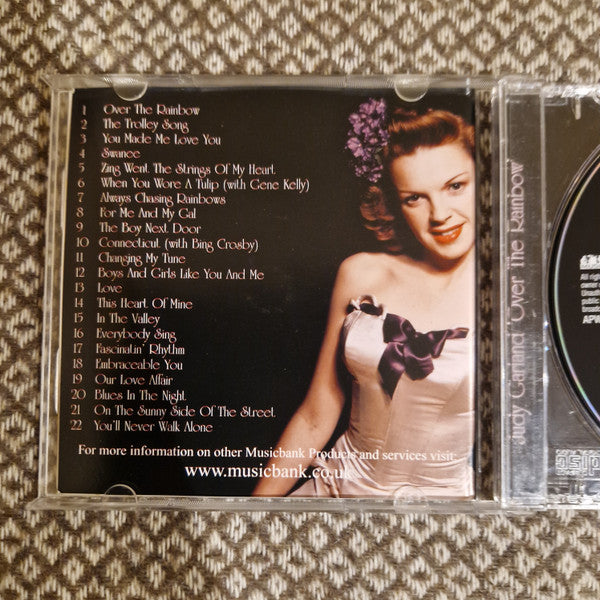 1 Over The Rainbow
2 The Trolley Song
3 You Made Me Love You
4 Swanee
5 Zing Went The Strings Of My Heart
6 When You Wore A Tulip (with Gene Kelly)
7 Always Chasing Rainbows
8 For Me And My Gal
9 The Boy Next Door
10 Connecticut (with Bing Crosby)
11 Changing My Tune
12 Boys And Girls Like You And Me
13 Love
14 This Heart Of Mine
15 In The Valley
16 Everybody Sing
17 Fascinatin' Rhythm
18 Embraceable You
19 Our Love Affair
20 Blues In The Night
21 On The Sunny Side Of The Street
22 You'll Never Walk Alone
For more information on other Musicbank Products and services visit:
www.musicbank.co.uk
Judy Garland 'Over The Rainbow'
All